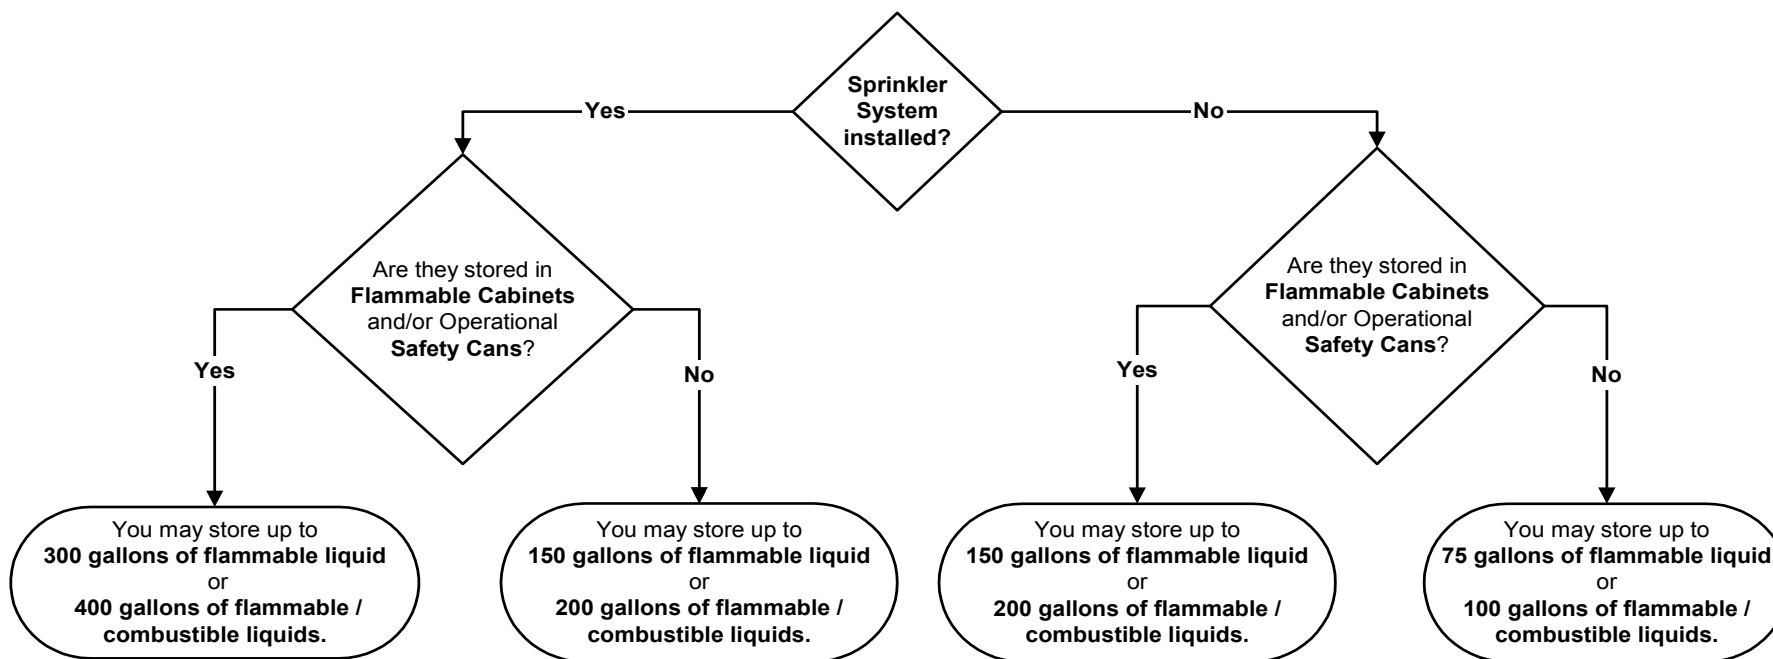 Sprinkler
System
installed?
Yes
No
Are they stored in
Flammable Cabinets
and/or Operational
Safety Cans?
Yes
No
Are they stored in
Flammable Cabinets
and/or Operational
Safety Cans?
Yes
No
You may store up to
300 gallons of flammable liquid
or
400 gallons of flammable /
combustible liquids.
You may store up to
150 gallons of flammable liquid
or
200 gallons of flammable /
combustible liquids.
You may store up to
150 gallons of flammable liquid
or
200 gallons of flammable /
combustible liquids.
You may store up to
75 gallons of flammable liquid
or
100 gallons of flammable /
combustible liquids.